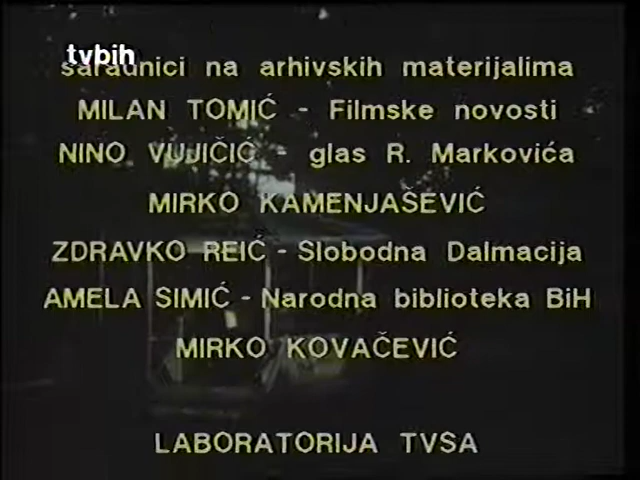 tvbih
saradnici na arhivskih materijalima
MILAN TOMIĆ - Filmske novosti
NINO VUJIČIĆ - glas R. Markovića
MIRKO KAMENJAŠEVIĆ
ZDRAVKO REIĆ - Slobodna Dalmacija
AMELA SIMIĆ - Narodna biblioteka BiH
MIRKO KOVAČEVIĆ
LABORATORIJA TVSA